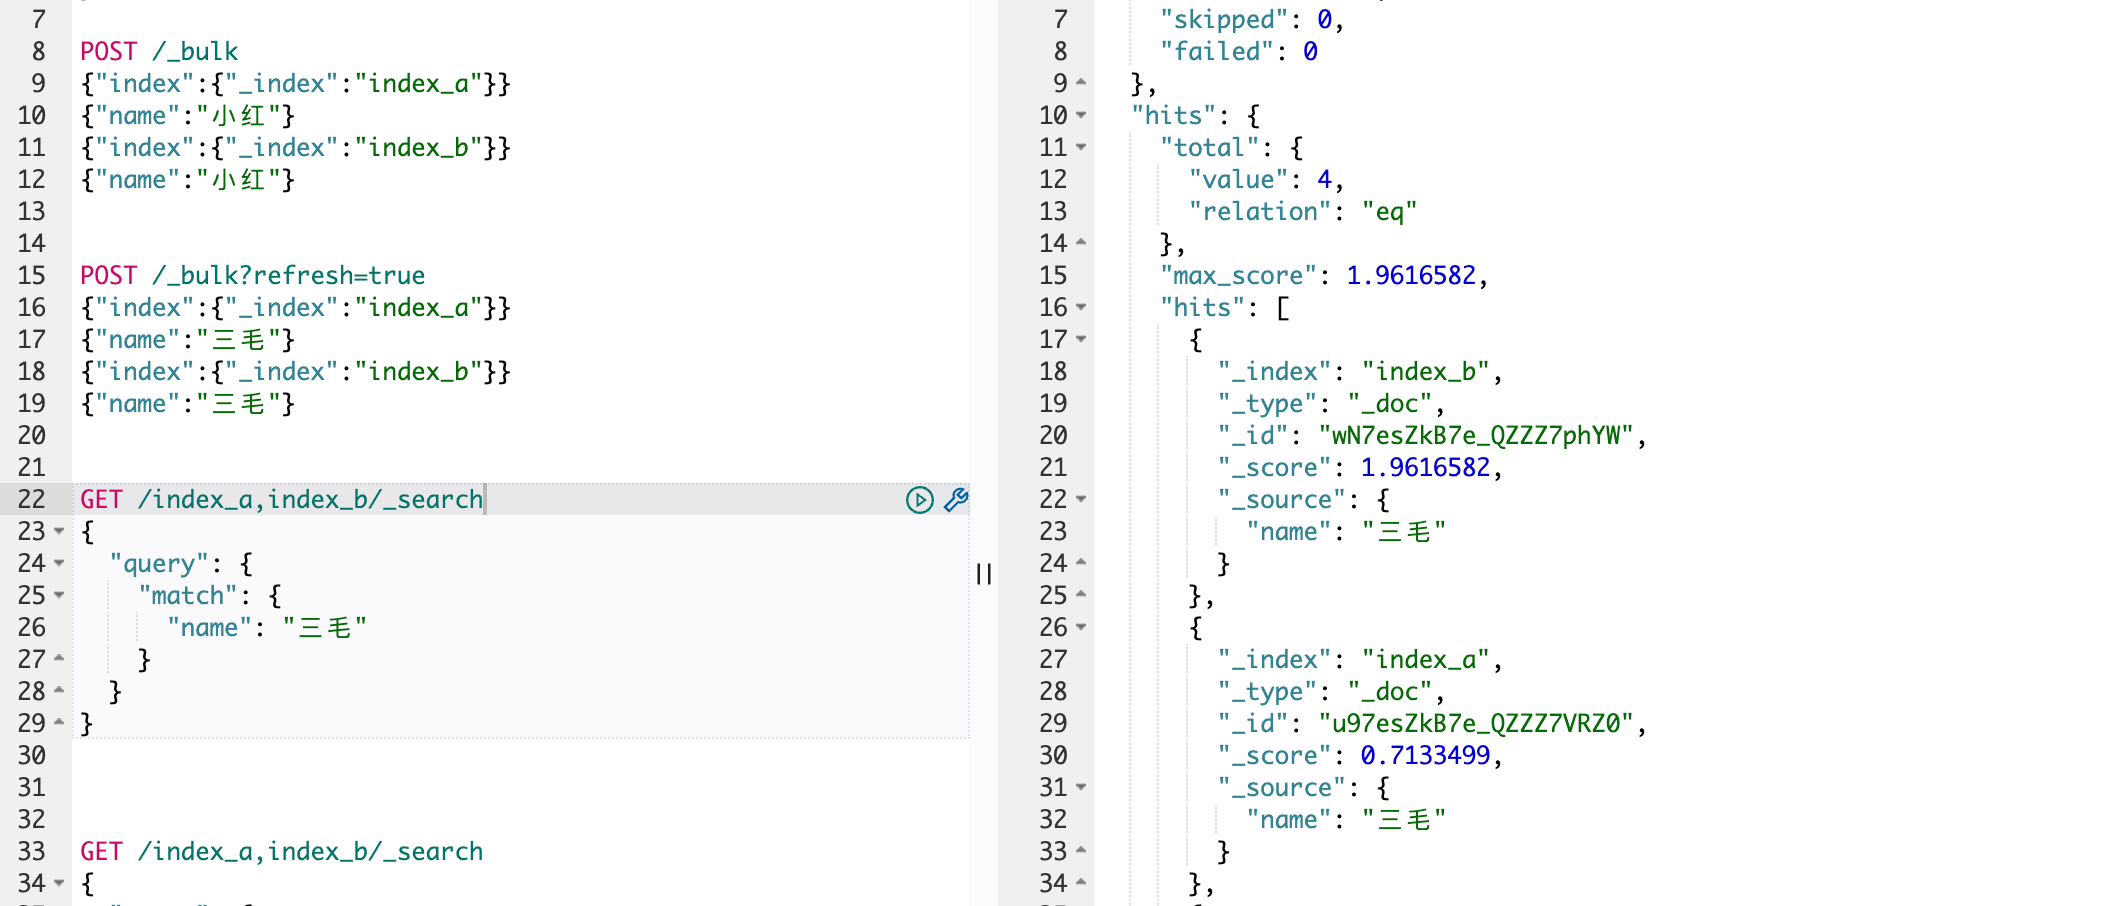 7
8 POST /_bulk
9 {"index":{"_index":"index_a"}}
10 {"name":"小红"}
11 {"index":{"_index":"index_b"}}
12 {"name":"小红"}
13
14
15 POST /_bulk?refresh=true
16 {"index":{"_index":"index_a"}}
17 {"name":"三毛"}
18 {"index":{"_index":"index_b"}}
19 {"name":"三毛"}
20
21
22 GET /index_a,index_b/_search
23 {
24   "query": {
25     "match": {
26       "name": "三毛"
27     }
28   }
29 }
30
31
32
33 GET /index_a,index_b/_search
34 {
7 "skipped": 0,
8 "failed": 0
9 },
10 "hits": {
11 "total": {
12 "value": 4,
13 "relation": "eq"
14 },
15 "max_score": 1.9616582,
16 "hits": [
17 {
18 "_index": "index_b",
19 "_type": "_doc",
20 "_id": "wN7esZkB7e_QZZZ7phYW",
21 "_score": 1.9616582,
22 "_source": {
23 "name": "三毛"
24 }
25 },
26 {
27 "_index": "index_a",
28 "_type": "_doc",
29 "_id": "u97esZkB7e_QZZZ7VRZ0",
30 "_score": 0.7133499,
31 "_source": {
32 "name": "三毛"
33 }
34 },